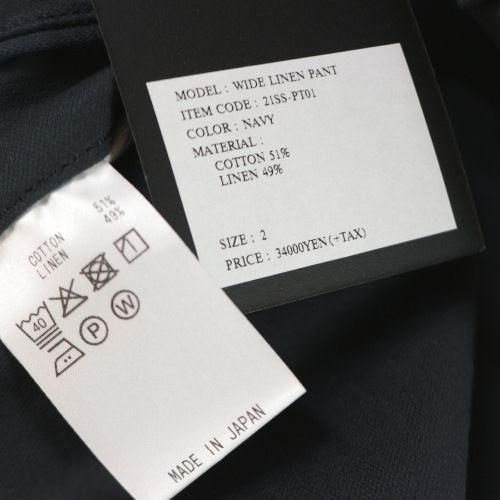 MODEL : WIDE LINEN PANT
ITEM CODE : 21SS-PT01
COLOR : NAVY
MATERIAL :
COTTON 51%
LINEN 49%
SIZE : 2
PRICE : 34000YEN(+TAX)
COTTON 51%
LINEN 49%
40
P W
MADE IN JAPAN